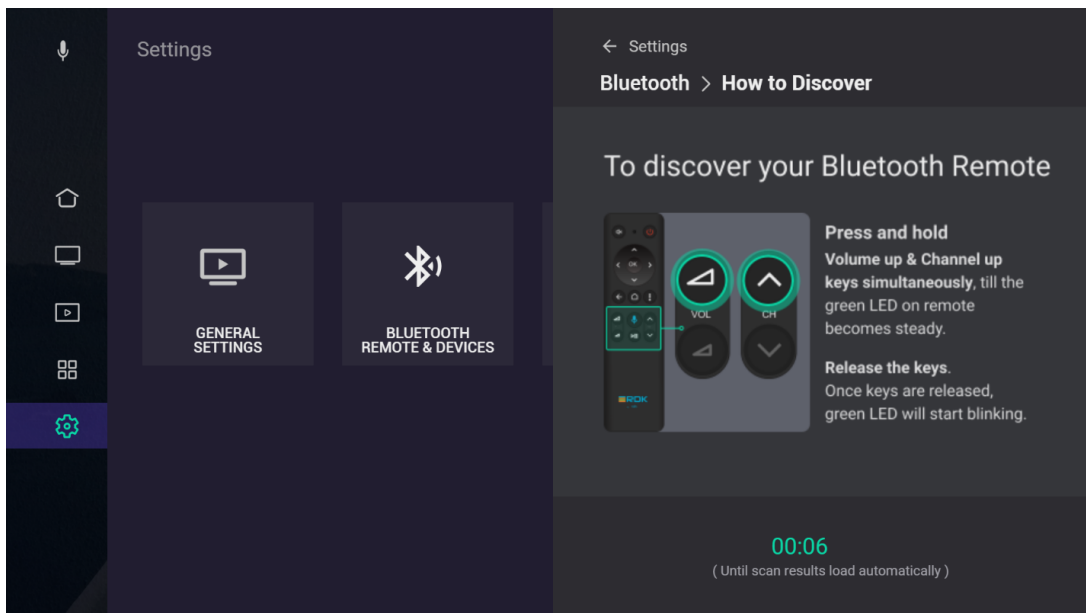 Settings
GENERAL
SETTINGS
BLUETOOTH
REMOTE & DEVICES
← Settings
Bluetooth > How to Discover
To discover your Bluetooth Remote
OK
VOL
CH
RDK
Press and hold
Volume up & Channel up
keys simultaneously, till the
green LED on remote
becomes steady.
Release the keys.
Once keys are released,
green LED will start blinking.
00:06
( Until scan results load automatically )